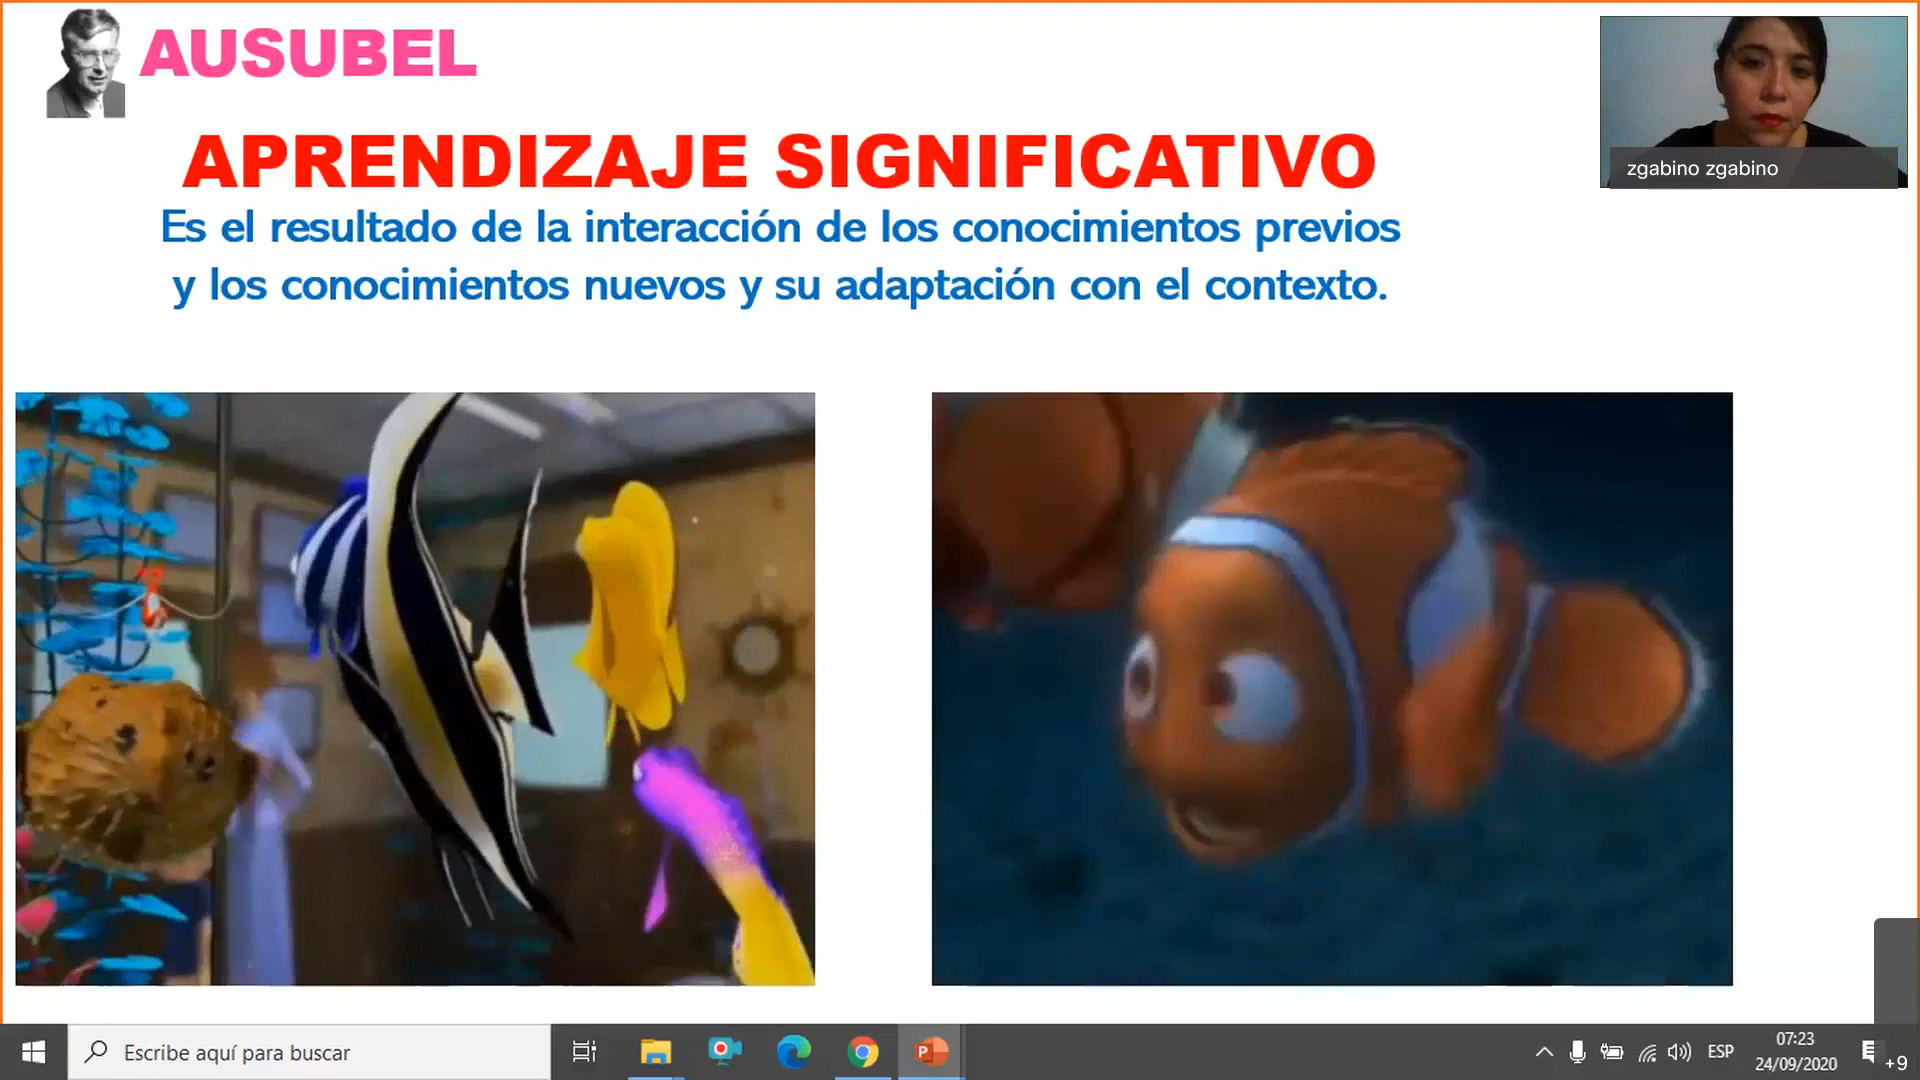 AUSUBEL
APRENDIZAJE SIGNIFICATIVO
Es el resultado de la interacción de los conocimientos previos
y los conocimientos nuevos y su adaptación con el contexto.
zgabino zgabino
Escribe aquí para buscar
ESP
07:23
24/09/2020
+9